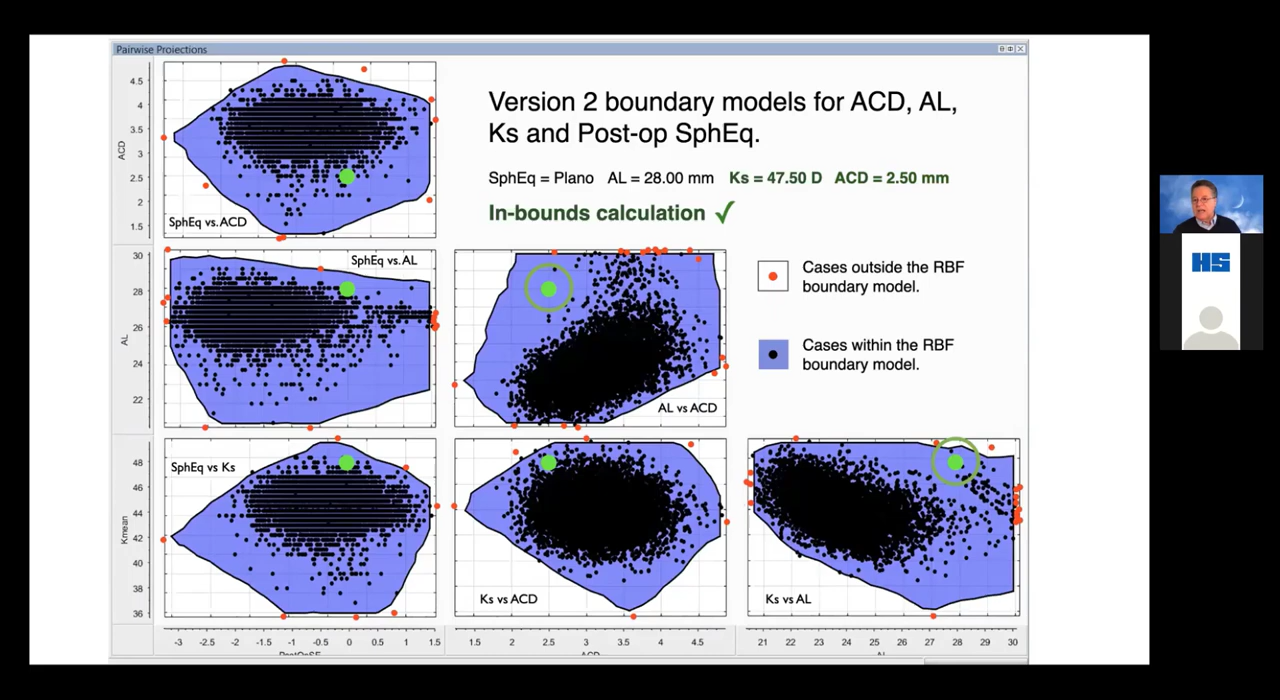 Pairwise Projections
Version 2 boundary models for ACD, AL,
Ks and Post-op SphEq.
SphEq = Plano AL = 28.00 mm Ks = 47.50 D ACD = 2.50 mm
In-bounds calculation ✓
Cases outside the RBF
boundary model.
Cases within the RBF
boundary model.
ACD
4.5
4
3.5
3
2.5
2
1.5
SphEq vs. ACD
AL
30
28
26
24
22
SphEq vs. AL
AL vs ACD
Kmean
48
46
44
42
40
38
36
SphEq vs Ks
Ks vs ACD
Ks vs AL
-3 -2.5 -2 -1.5 -1 -0.5 0 0.5 1 1.5
1.5 2 2.5 3 3.5 4 4.5
21 22 23 24 25 26 27 28 29 30
ACD
AL
HS